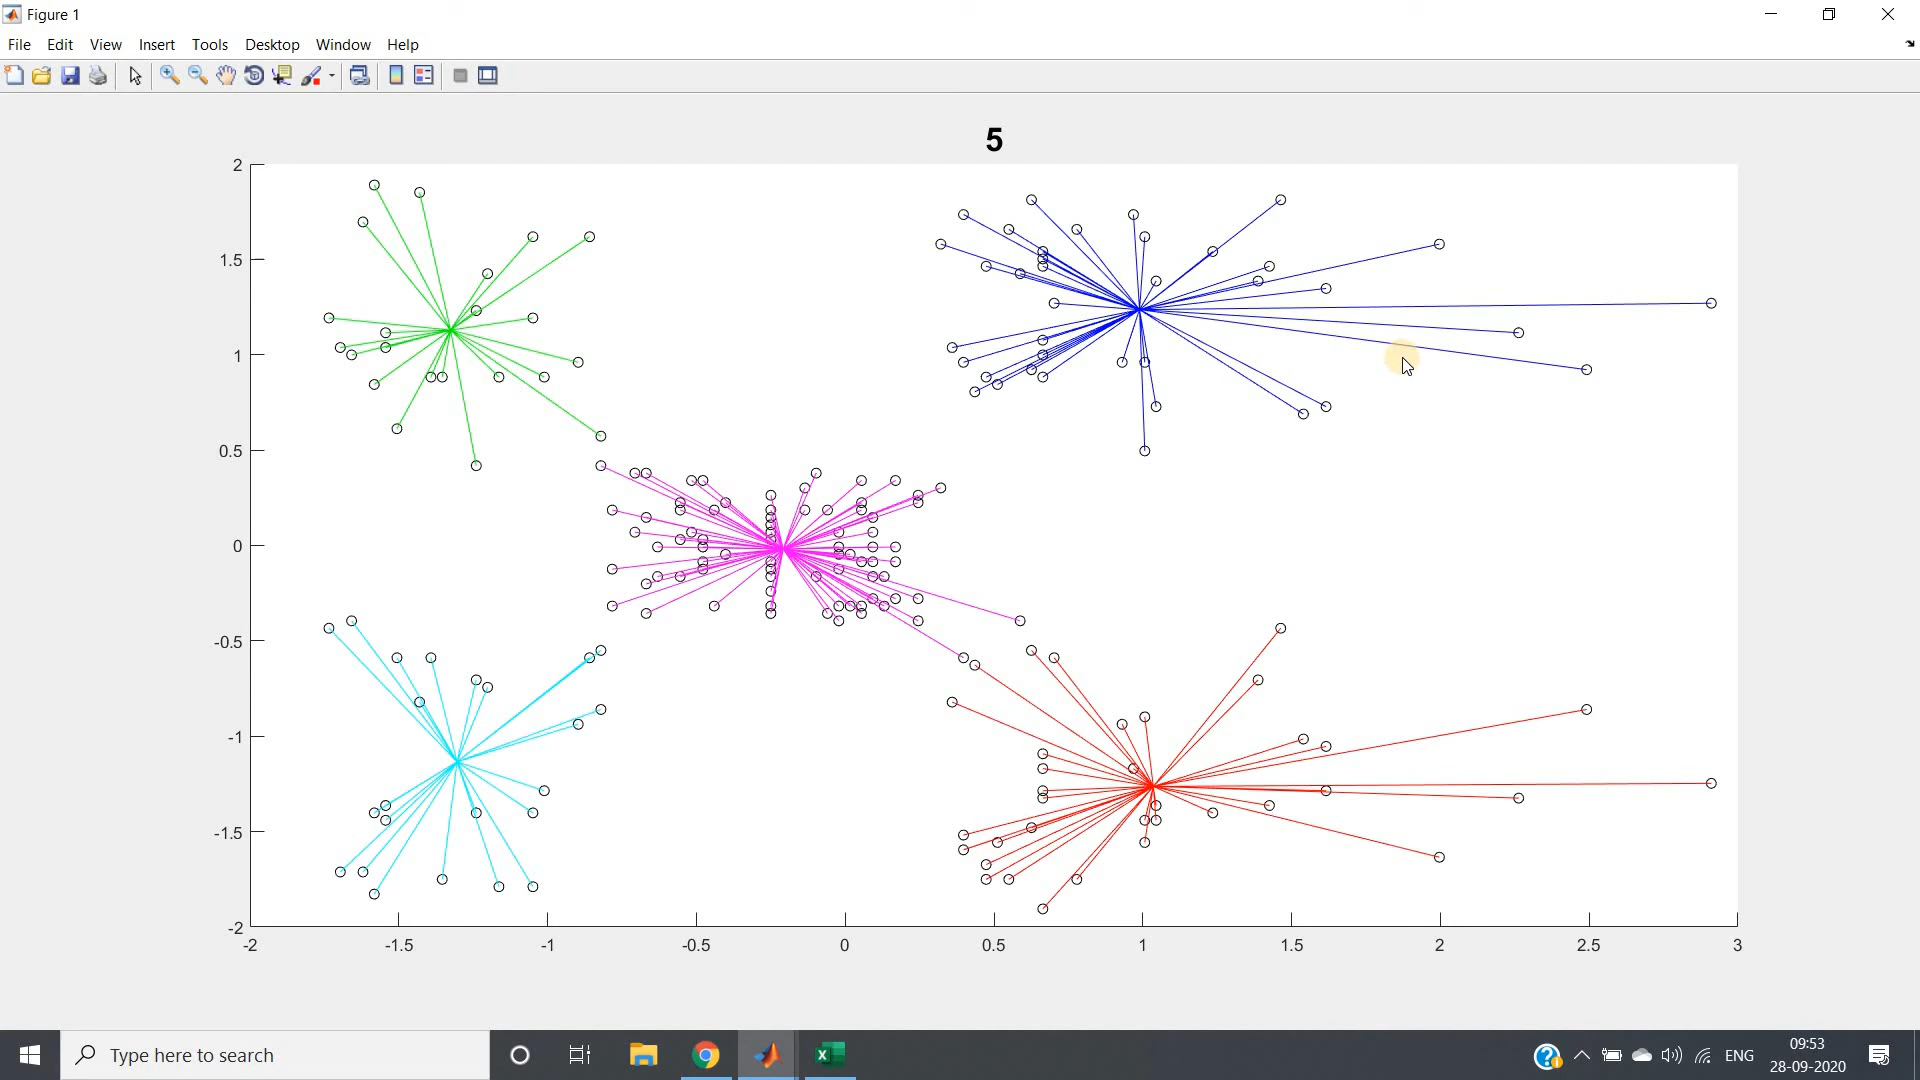 Figure 1
File Edit View Insert Tools Desktop Window Help
5
2
1.5
1
0.5
0
-0.5
-1
-1.5
-2
-2 -1.5 -1 -0.5 0 0.5 1 1.5 2 2.5 3
Type here to search
ENG
09:53
28-09-2020